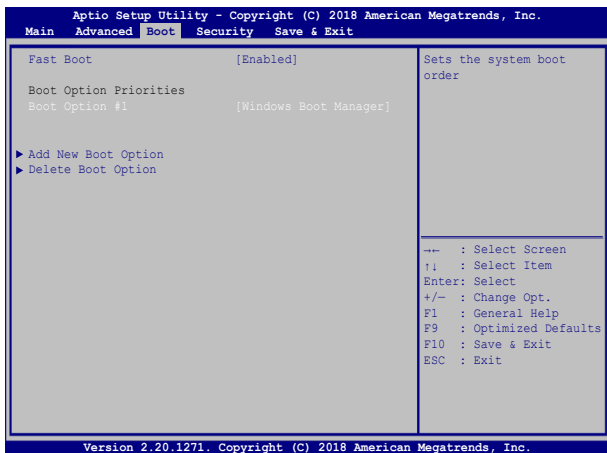 Aptio Setup Utility - Copyright (C) 2018 American Megatrends, Inc.
Main Advanced Boot Security Save & Exit
Fast Boot [Enabled]
Boot Option Priorities
Boot Option #1 [Windows Boot Manager]
▶ Add New Boot Option
▶ Delete Boot Option
Sets the system boot
order
→← : Select Screen
↑↓ : Select Item
Enter: Select
+/— : Change Opt.
F1 : General Help
F9 : Optimized Defaults
F10 : Save & Exit
ESC : Exit
Version 2.20.1271. Copyright (C) 2018 American Megatrends, Inc.